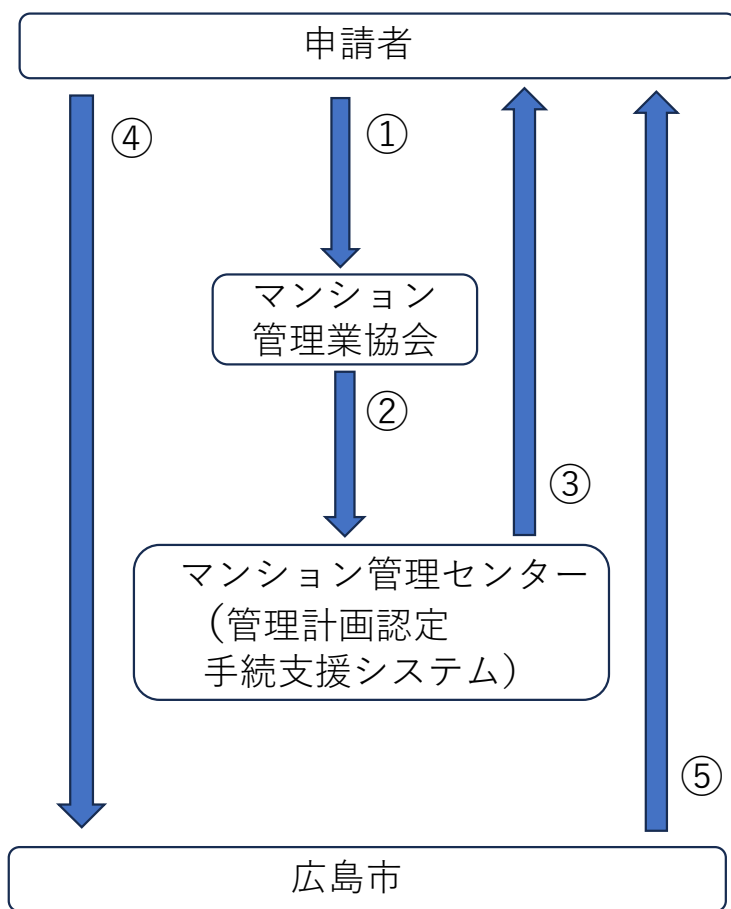 申請者
④
①
マンション
管理業協会
②
③
マンション管理センター
(管理計画認定
手続支援システム)
⑤
広島市